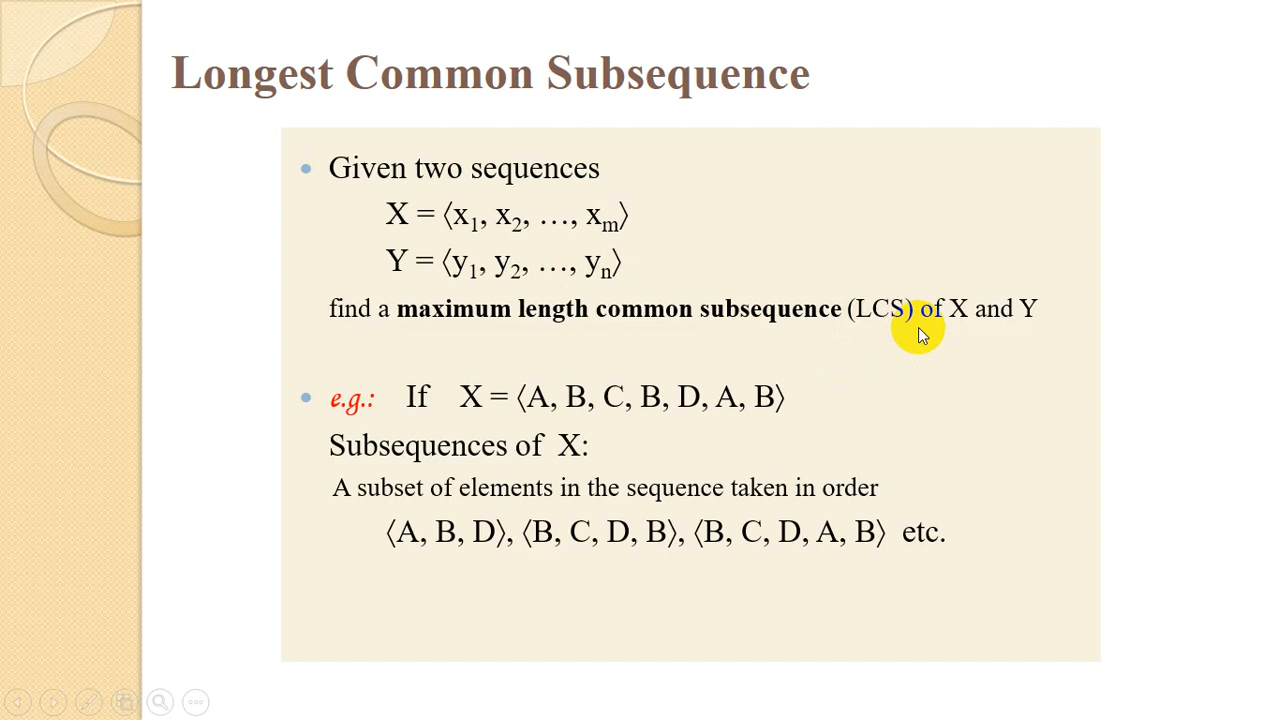 Longest Common Subsequence
• Given two sequences
X = ⟨x₁, x₂, …, xₘ⟩
Y = ⟨y₁, y₂, …, yₙ⟩
find a maximum length common subsequence (LCS) of X and Y
• e.g.: If X = ⟨A, B, C, B, D, A, B⟩
Subsequences of X:
A subset of elements in the sequence taken in order
⟨A, B, D⟩, ⟨B, C, D, B⟩, ⟨B, C, D, A, B⟩ etc.